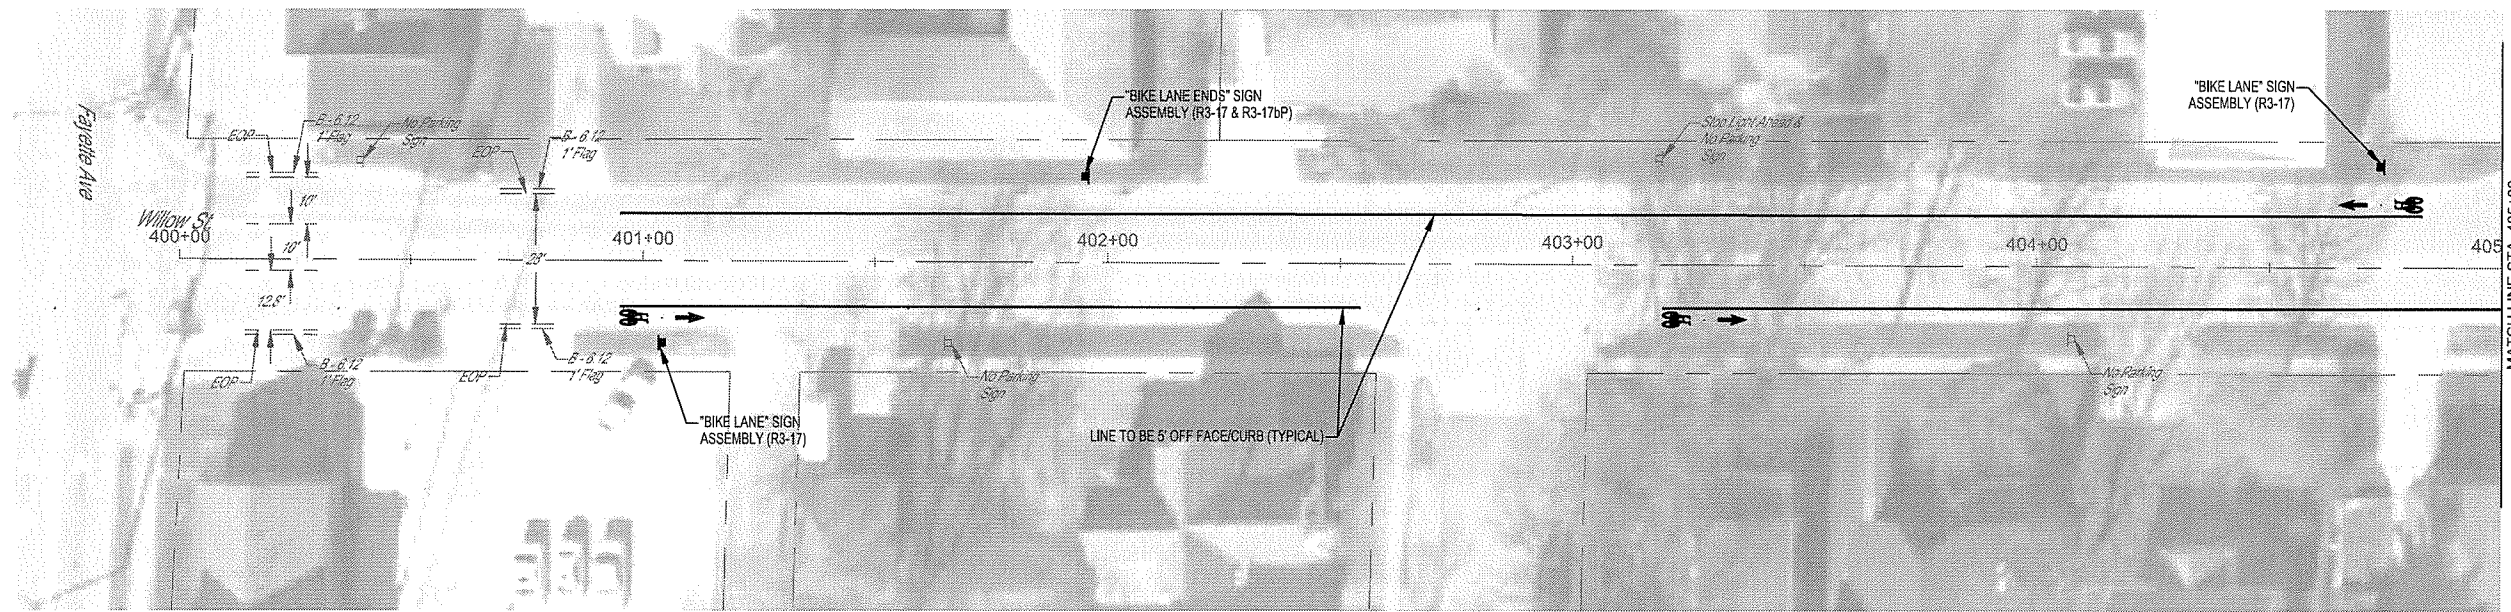 Fayette Ave
Willow St
400+00
EOP
B - 6.12
1' Flag
No Parking
Sign
10'
10'
12.8'
EOP
B - 6.12
1' Flag
EOP
B - 6.12
1' Flag
28'
EOP
B - 6.12
1' Flag
401+00
"BIKE LANE" SIGN
ASSEMBLY (R3-17)
No Parking
Sign
"BIKE LANE ENDS" SIGN
ASSEMBLY (R3-17 & R3-17bP)
402+00
LINE TO BE 5' OFF FACE/CURB (TYPICAL)
403+00
Stop Light Ahead &
No Parking
Sign
404+00
No Parking
Sign
"BIKE LANE" SIGN
ASSEMBLY (R3-17)
405
MATCH LINE STA